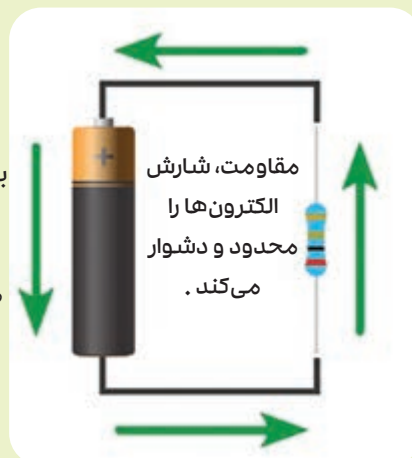 مقاومت، شارش
الکترون‌ها را
محدود و دشوار
می‌کند .
+